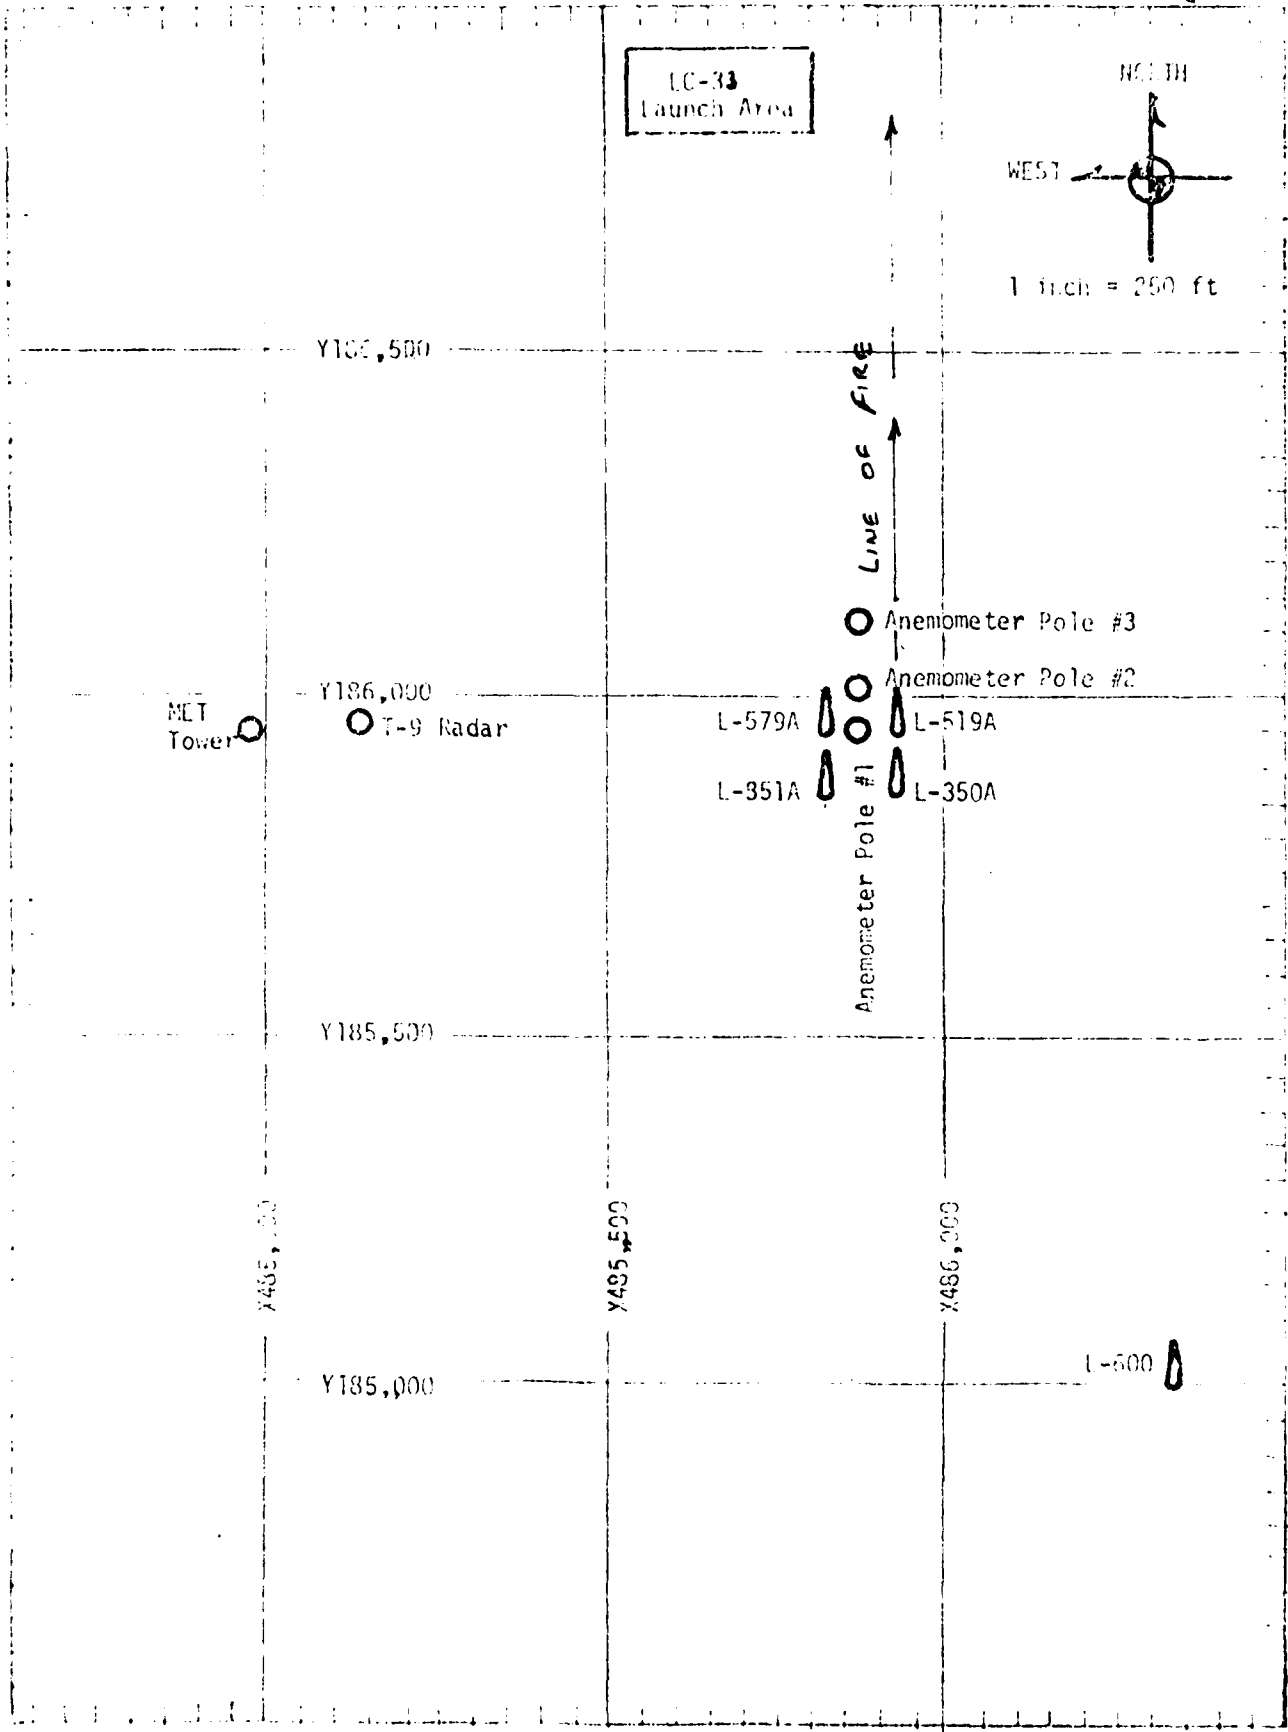 LC-33
Launch Area
NORTH
WEST
1 inch = 250 ft
Y186,500
LINE OF FIRE
Anemometer Pole #3
Y186,000
Anemometer Pole #2
MET
Tower
T-9 Radar
L-579A
L-519A
L-351A
L-350A
Anemometer Pole #1
Y185,500
X485,500
X486,000
Y185,000